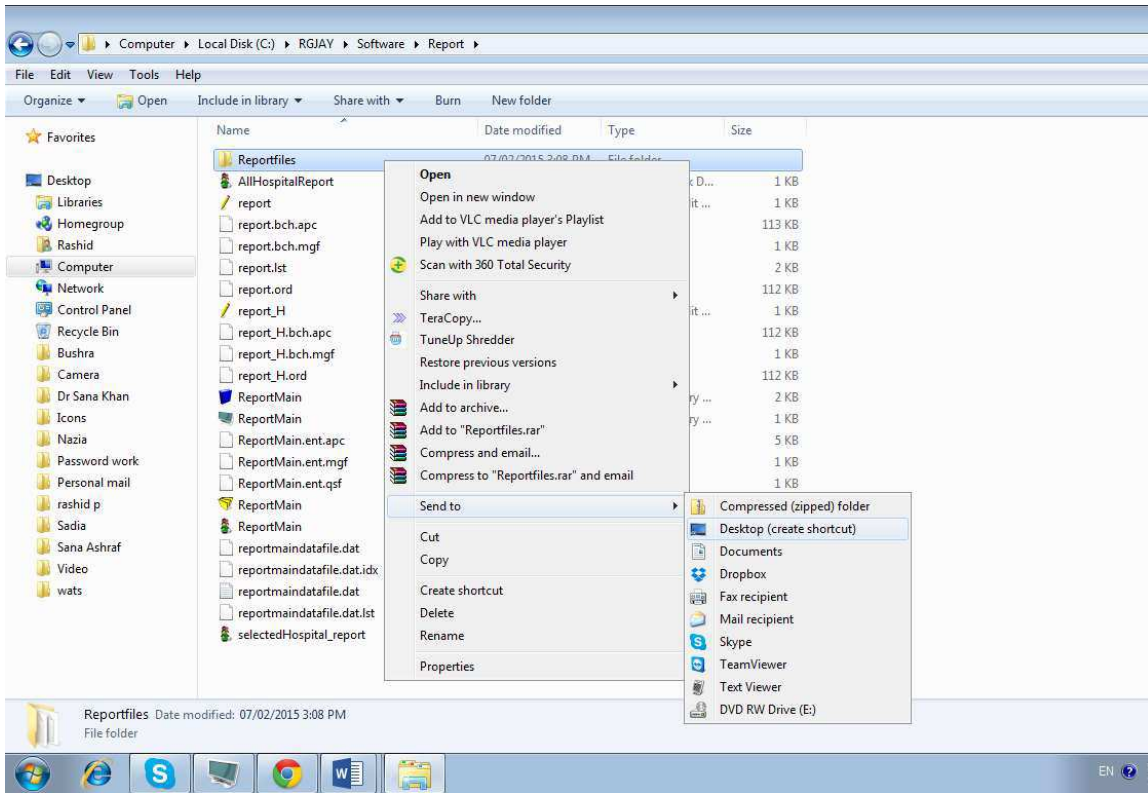 Computer ▸ Local Disk (C:) ▸ RGJAY ▸ Software ▸ Report ▸
File Edit View Tools Help
Organize Open Include in library Share with Burn New folder
Favorites
Desktop
Libraries
Homegroup
Rashid
Computer
Network
Control Panel
Recycle Bin
Bushra
Camera
Dr Sana Khan
Icons
Nazia
Password work
Personal mail
rashid p
Sadia
Sana Ashraf
Video
wats
Name Date modified Type Size
Reportfiles 07/02/2015 3:08 PM File folder
AllHospitalReport 1 KB
report 1 KB
report.bch.apc 113 KB
report.bch.mgf 1 KB
report.lst 2 KB
report.ord 112 KB
report_H 1 KB
report_H.bch.apc 112 KB
report_H.bch.mgf 1 KB
report_H.ord 112 KB
ReportMain 2 KB
ReportMain 1 KB
ReportMain.ent.apc 5 KB
ReportMain.ent.mgf 1 KB
ReportMain.ent.qsf 1 KB
ReportMain
ReportMain
reportmaindatafile.dat
reportmaindatafile.dat.idx
reportmaindatafile.dat
reportmaindatafile.dat.lst
selectedHospital_report
Open
Open in new window
Add to VLC media player's Playlist
Play with VLC media player
Scan with 360 Total Security
Share with
TeraCopy...
TuneUp Shredder
Restore previous versions
Include in library
Add to archive...
Add to "Reportfiles.rar"
Compress and email...
Compress to "Reportfiles.rar" and email
Send to
Cut
Copy
Create shortcut
Delete
Rename
Properties
Compressed (zipped) folder
Desktop (create shortcut)
Documents
Dropbox
Fax recipient
Mail recipient
Skype
TeamViewer
Text Viewer
DVD RW Drive (E:)
Reportfiles Date modified: 07/02/2015 3:08 PM
File folder
EN